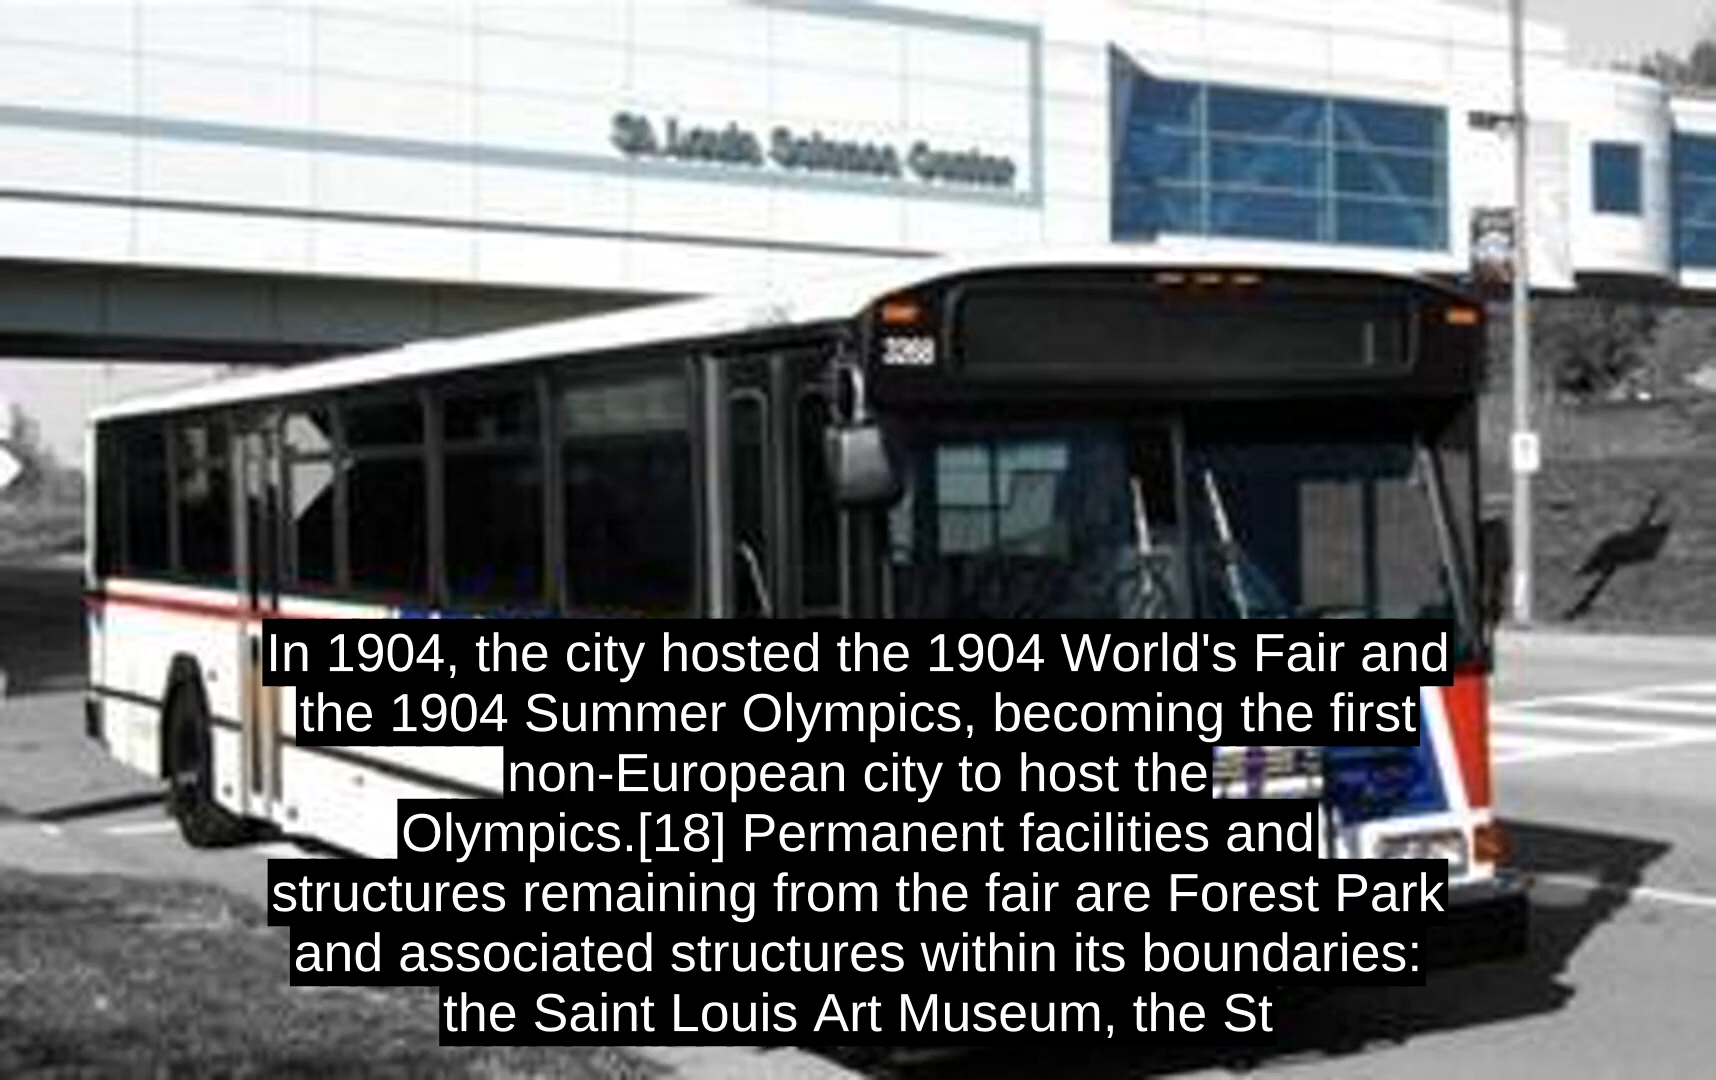 St. Louis Science Center
3268
In 1904, the city hosted the 1904 World's Fair and
the 1904 Summer Olympics, becoming the first
non-European city to host the
Olympics.[18] Permanent facilities and
structures remaining from the fair are Forest Park
and associated structures within its boundaries:
the Saint Louis Art Museum, the St